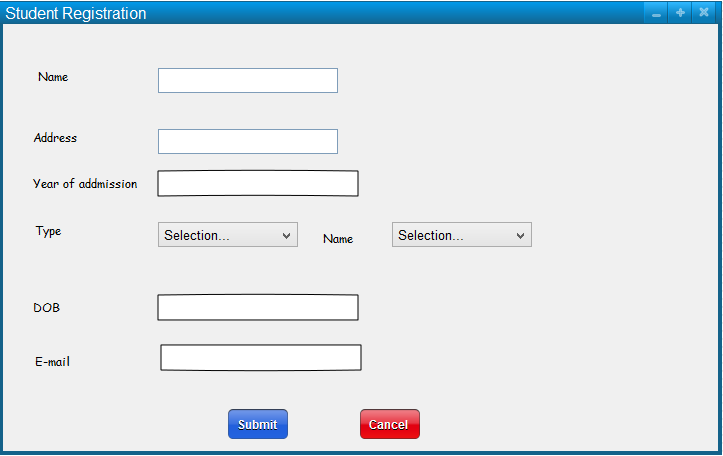 Student Registration
Name
Address
Year of addmission
Type Selection... Name Selection...
DOB
E-mail
Submit Cancel